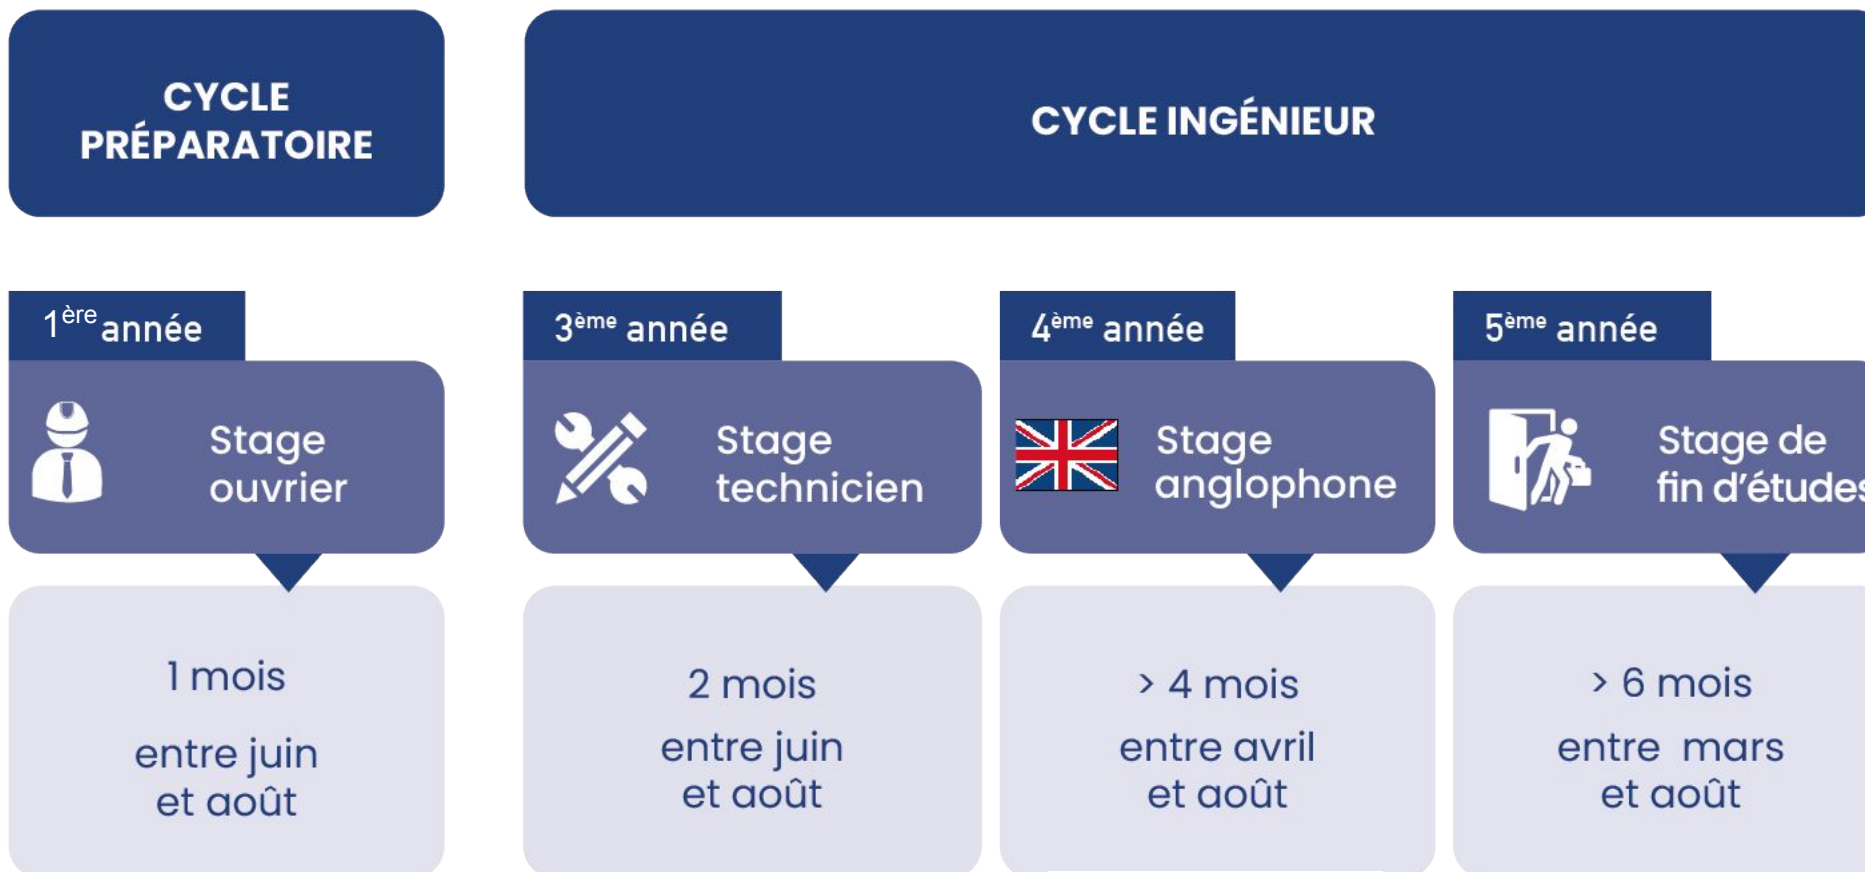 CYCLE
PRÉPARATOIRE
CYCLE INGÉNIEUR
1ère année
Stage
ouvrier
1 mois
entre juin
et août
3ème année
Stage
technicien
2 mois
entre juin
et août
4ème année
Stage
anglophone
> 4 mois
entre avril
et août
5ème année
Stage de
fin d'études
> 6 mois
entre mars
et août